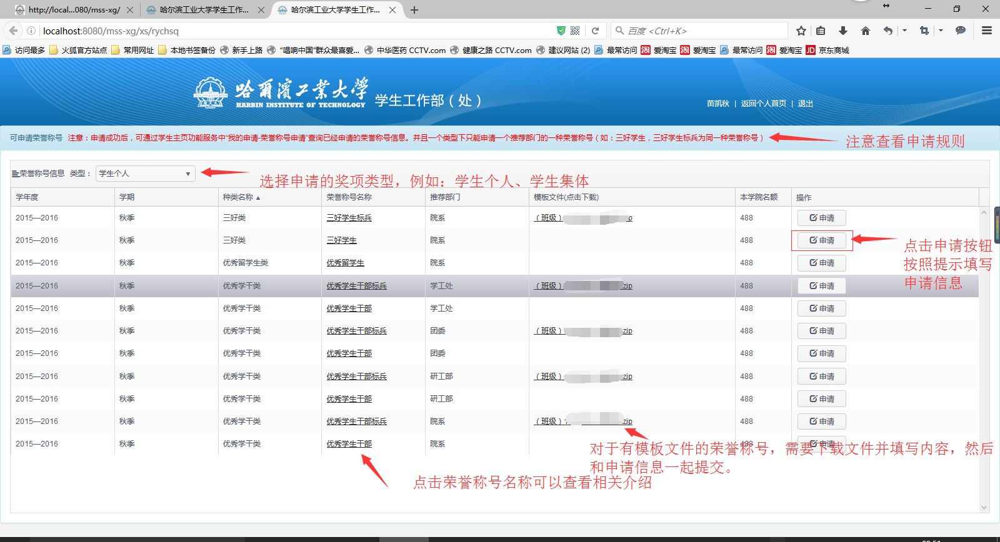 http://local...080/mss-xg/
哈尔滨工业大学学生工作...
哈尔滨工业大学学生工作...
localhost:8080/mss-xg/xs/rychsq
百度 <Ctrl+K>
访问最多 火狐官方站点 常用网址 本地书签备份 新手上路 “唱响中国”群众最喜爱... 中华医药 CCTV.com 健康之路 CCTV.com 建议网站 (2) 最常访问 淘 爱淘宝 淘 爱淘宝 最常访问 淘 爱淘宝 JD 京东商城
哈尔滨工业大学
HARBIN INSTITUTE OF TECHNOLOGY
学生工作部（处）
苗凯秋 | 返回个人首页 | 退出
可申请荣誉称号 注意：申请成功后，可通过学生主页功能服务中“我的申请-荣誉称号申请”查询已经申请的荣誉称号信息。并且一个类型下只能申请一个推荐部门的一种荣誉称号（如：三好学生，三好学生标兵为同一种荣誉称号）
注意查看申请规则
荣誉称号信息 类型： 学生个人
选择申请的奖项类型，例如：学生个人、学生集体
学年度 学期 种类名称 荣誉称号名称 推荐部门 模板文件(点击下载) 本学院名额 操作
2015—2016 秋季 三好类 三好学生标兵 院系 （班级） p 488 申请
2015—2016 秋季 三好类 三好学生 院系 488 申请
2015—2016 秋季 优秀留学生类 优秀留学生 院系 488 申请
2015—2016 秋季 优秀学干类 优秀学生干部标兵 学工处 （班级） zip 488 申请
2015—2016 秋季 优秀学干类 优秀学生干部 学工处 488 申请
2015—2016 秋季 优秀学干类 优秀学生干部标兵 团委 （班级） zip 488 申请
2015—2016 秋季 优秀学干类 优秀学生干部 团委 488 申请
2015—2016 秋季 优秀学干类 优秀学生干部标兵 研工部 （班级） zip 488 申请
2015—2016 秋季 优秀学干类 优秀学生干部 研工部 488 申请
2015—2016 秋季 优秀学干类 优秀学生干部标兵 院系 （班级） zip 488 申请
2015—2016 秋季 优秀学干类 优秀学生干部 院系 488 申请
点击申请按钮
按照提示填写
申请信息
对于有模板文件的荣誉称号，需要下载文件并填写内容，然后
和申请信息一起提交。
点击荣誉称号名称可以查看相关介绍